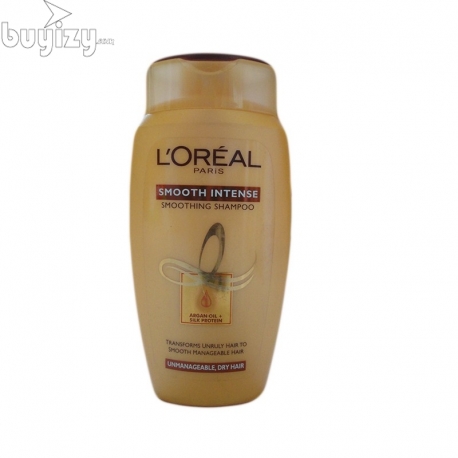 buyizy.com
L'ORÉAL
PARIS
SMOOTH INTENSE
SMOOTHING SHAMPOO
ARGAN OIL +
SILK PROTEIN
TRANSFORMS UNRULY HAIR TO
SMOOTH MANAGEABLE HAIR
UNMANAGEABLE, DRY HAIR